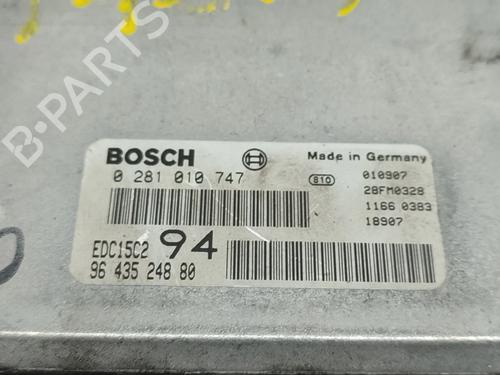 B-PARTS
BOSCH
Made in Germany
0 281 010 747
810
010907
28FM0328
1166 0383
18907
EDC15C2 94
96 435 248 80